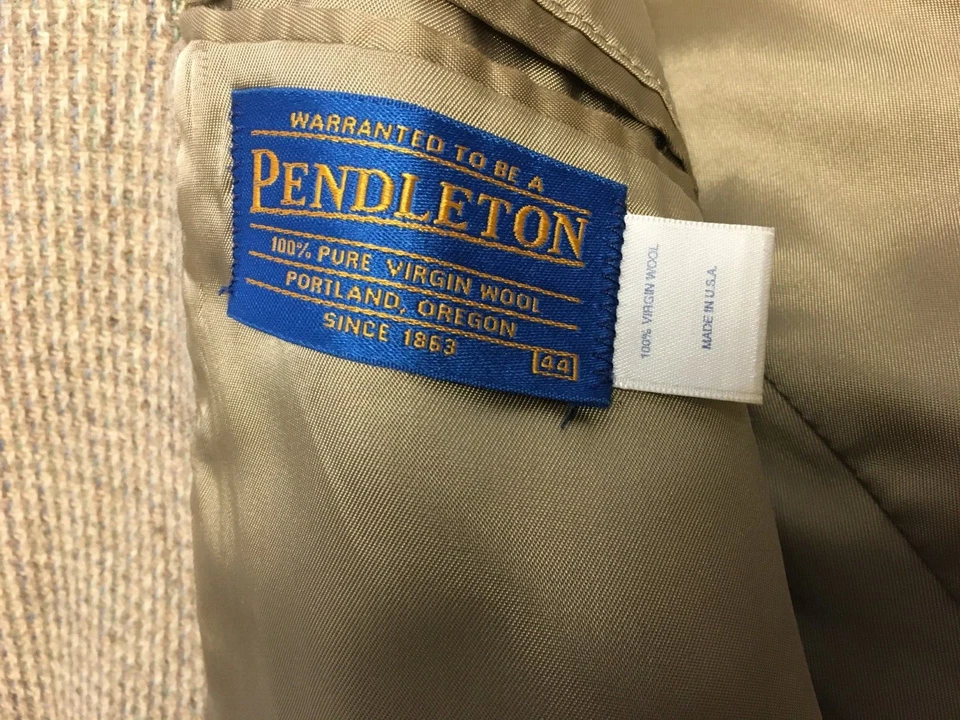 WARRANTED TO BE A
PENDLETON
100% PURE VIRGIN WOOL
PORTLAND, OREGON
SINCE 1863
44
100% VIRGIN WOOL
MADE IN U.S.A.